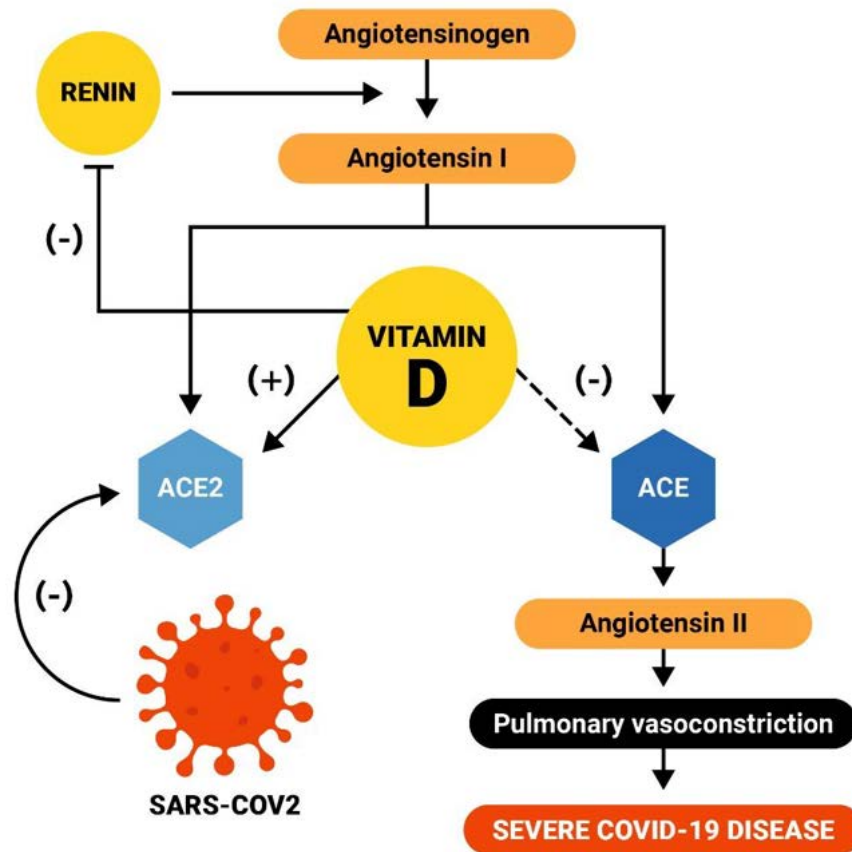 Angiotensinogen
RENIN
Angiotensin I
(-)
VITAMIN
D
(+)
(-)
ACE2
ACE
(-)
Angiotensin II
Pulmonary vasoconstriction
SARS-COV2
SEVERE COVID-19 DISEASE